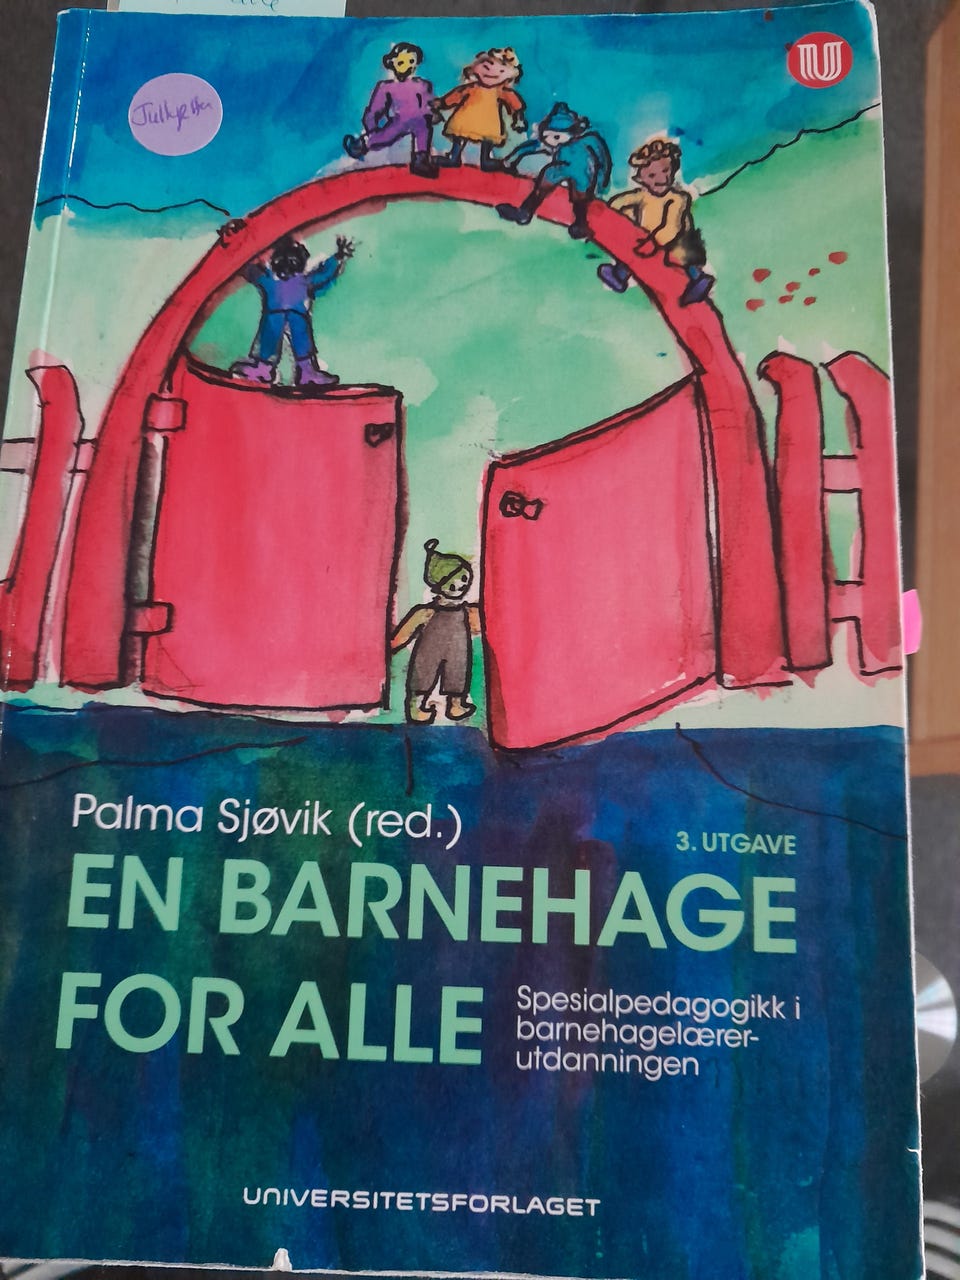 Palma Sjøvik (red.)
3. UTGAVE
EN BARNEHAGE
FOR ALLE
Spesialpedagogikk i
barnehagelærer-
utdanningen
UNIVERSITETSFORLAGET